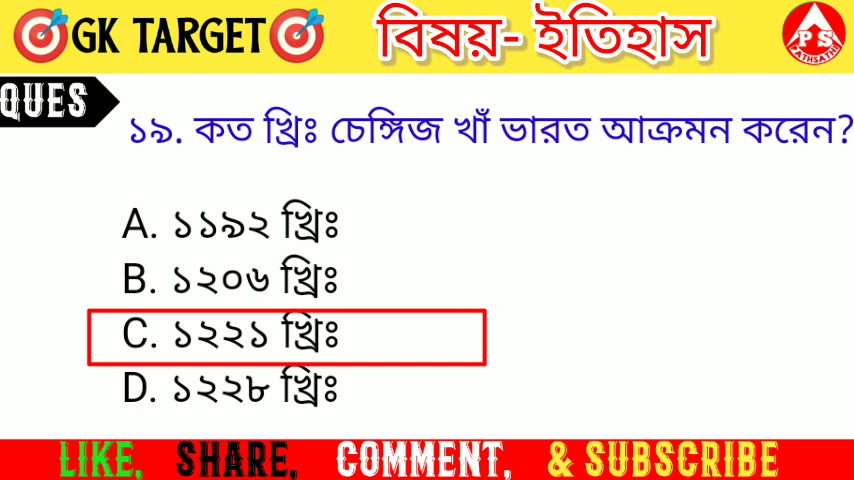 GK TARGET
বিষয়- ইতিহাস
PS
PATHSATHI
QUES
১৯. কত খ্রিঃ চেঙ্গিজ খাঁ ভারত আক্রমন করেন?
A. ১১৯২ খ্রিঃ
B. ১২০৬ খ্রিঃ
C. ১২২১ খ্রিঃ
D. ১২২৮ খ্রিঃ
LIKE, SHARE, COMMENT, & SUBSCRIBE